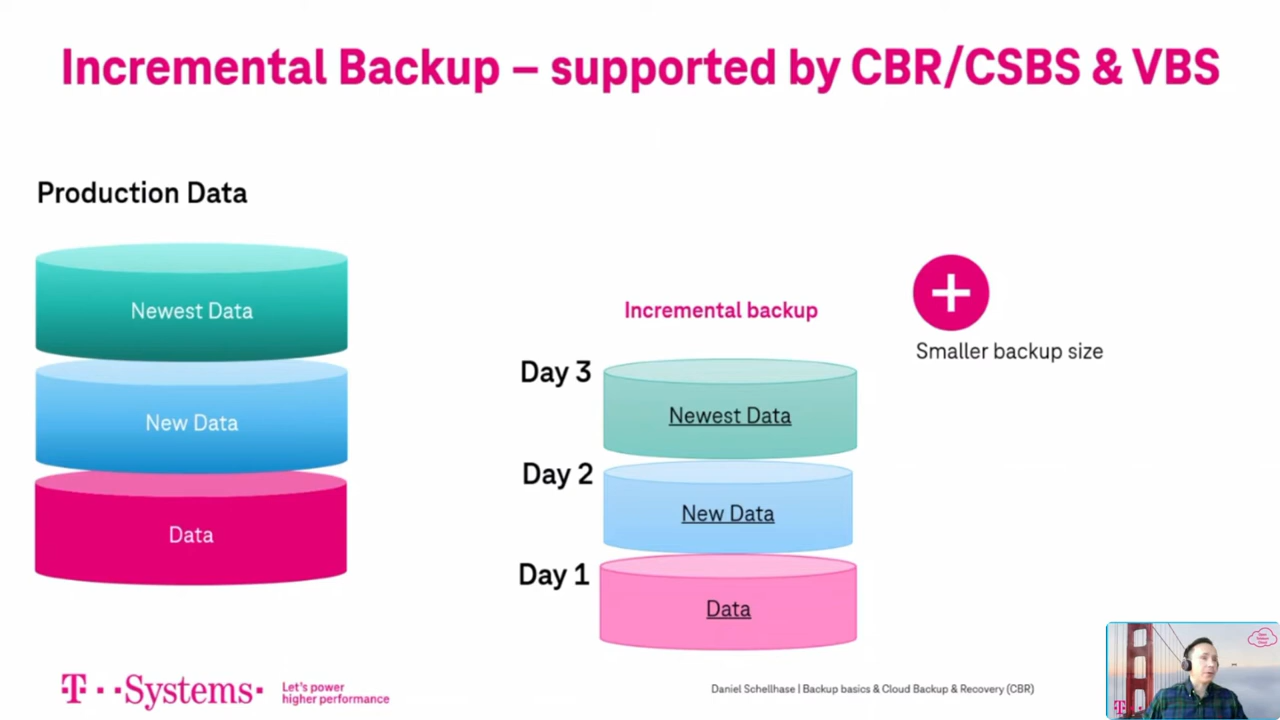 Incremental Backup – supported by CBR/CSBS & VBS
Production Data
Newest Data
New Data
Data
Incremental backup
Day 3
Newest Data
Day 2
New Data
Day 1
Data
Smaller backup size
T··Systems·
Let's power
higher performance
Daniel Schellhase | Backup basics & Cloud Backup & Recovery (CBR)